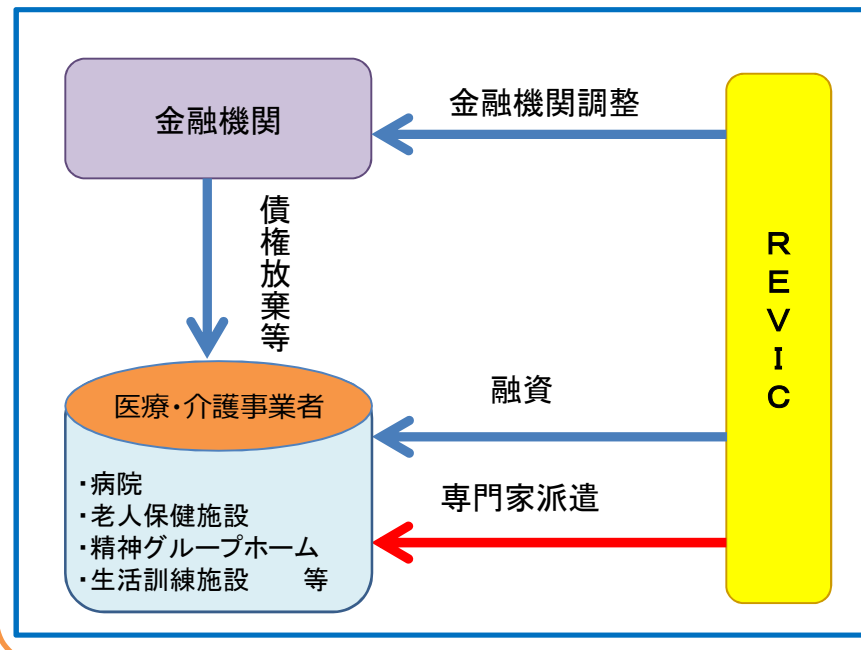 金融機関
金融機関調整
債権放棄等
REVIC
医療・介護事業者
融資
・病院
・老人保健施設
・精神グループホーム
・生活訓練施設　　等
専門家派遣